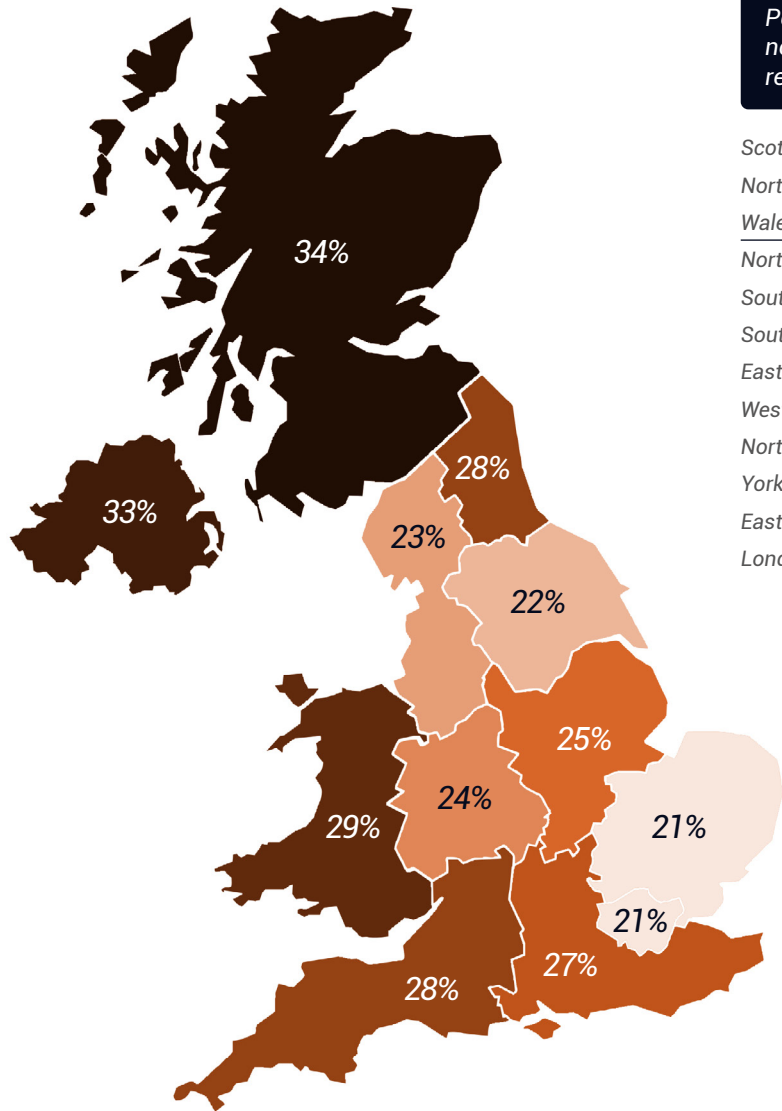 34%
28%
33%
23%
22%
25%
24%
29%
21%
21%
27%
28%
Scot
Nort
Wale
Nort
Sout
Sout
East
Wes
Nort
York
East
Lond